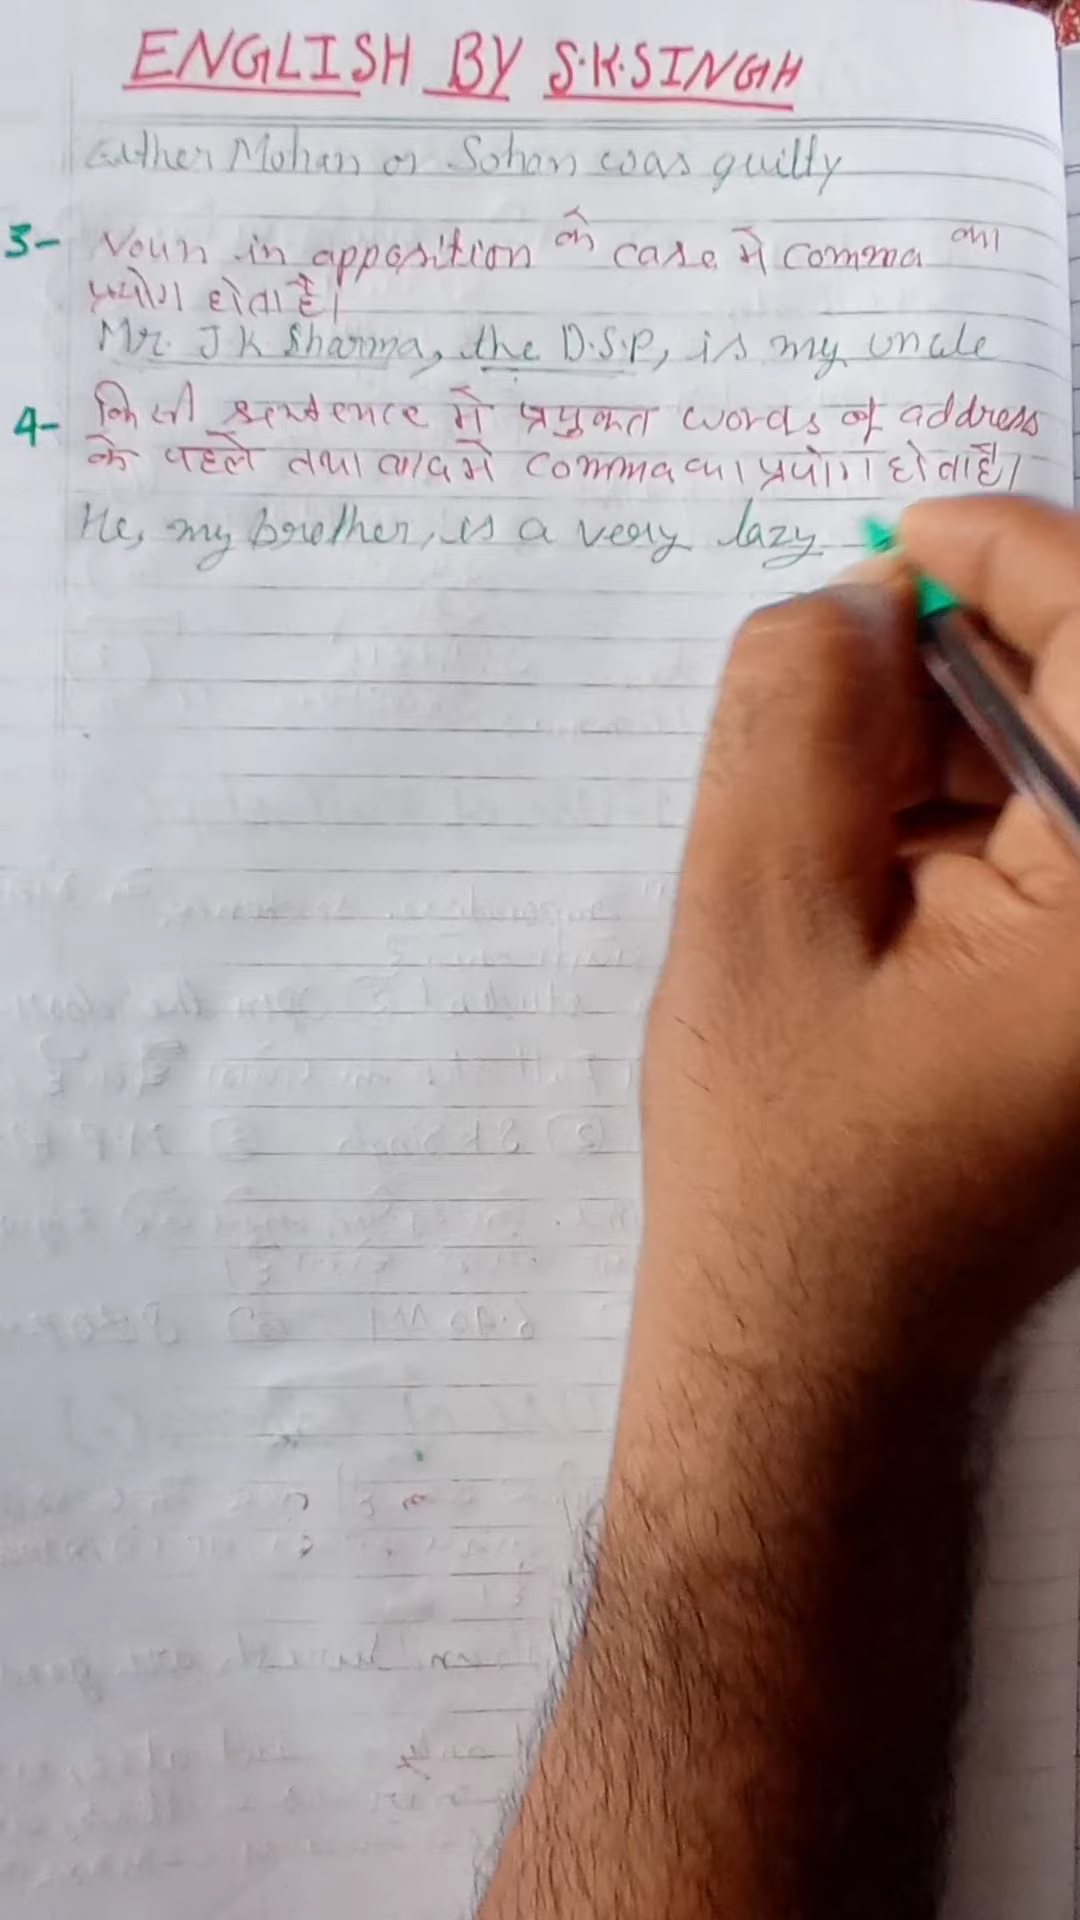 ENGLISH BY S.K.SINGH
Either Mohan or Sohan was guilty
3- Noun in apposition के case में comma का
प्रयोग होता है।
Mr. J.K Sharma, the D.S.P, is my uncle
4- किसी sentence में प्रयुक्त words of address
के पहले तथा बाद में comma का प्रयोग होता है।
He, my brother, is a very lazy